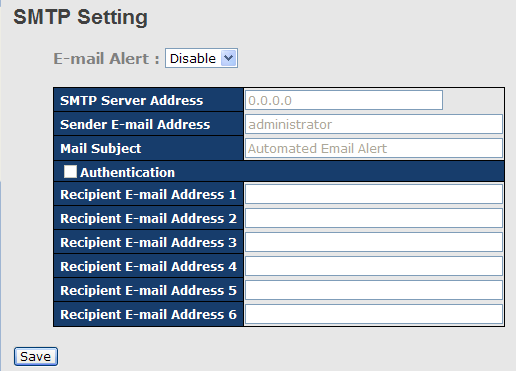 SMTP Setting
E-mail Alert : Disable
SMTP Server Address 0.0.0.0
Sender E-mail Address administrator
Mail Subject Automated Email Alert
Authentication
Recipient E-mail Address 1
Recipient E-mail Address 2
Recipient E-mail Address 3
Recipient E-mail Address 4
Recipient E-mail Address 5
Recipient E-mail Address 6
Save